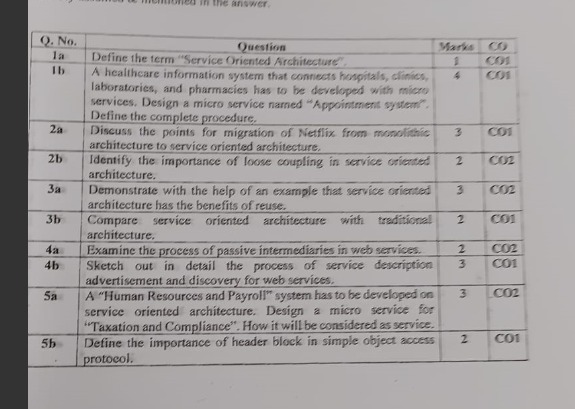 mentioned in the answer.
Q. No. Question Marks CO
1a Define the term "Service Oriented Architecture". 1 CO1
1b A healthcare information system that connects hospitals, clinics, 4 CO1
laboratories, and pharmacies has to be developed with micro
services. Design a micro service named "Appointment system".
Define the complete procedure.
2a Discuss the points for migration of Netflix from monolithic 3 CO1
architecture to service oriented architecture.
2b Identify the importance of loose coupling in service oriented 2 CO2
architecture.
3a Demonstrate with the help of an example that service oriented 3 CO2
architecture has the benefits of reuse.
3b Compare service oriented architecture with traditional 2 CO1
architecture.
4a Examine the process of passive intermediaries in web services. 2 CO2
4b Sketch out in detail the process of service description 3 CO1
advertisement and discovery for web services.
5a A "Human Resources and Payroll" system has to be developed on 3 CO2
service oriented architecture. Design a micro service for
"Taxation and Compliance". How it will be considered as service.
5b Define the importance of header block in simple object access 2 CO1
protocol.